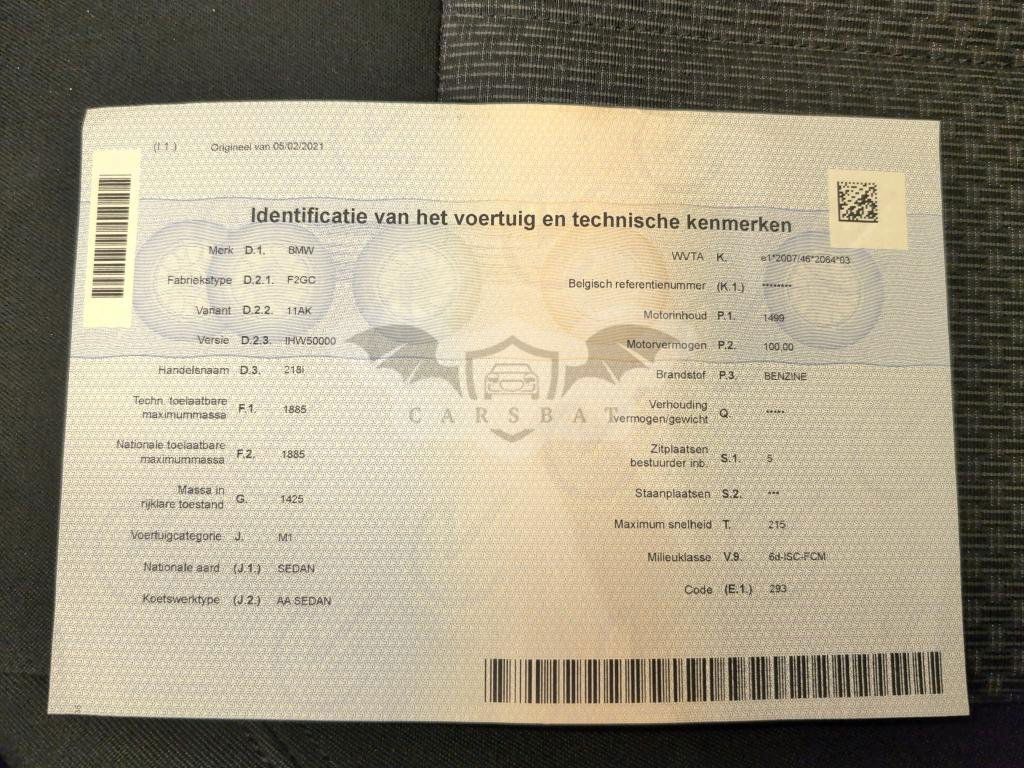 (I.1.) Origineel van 05/02/2021
Identificatie van het voertuig en technische kenmerken
Merk D.1. BMW
Fabriekstype D.2.1. F2GC
Variant D.2.2. 11AK
Versie D.2.3. IHW50000
Handelsnaam D.3. 218i
Techn. toelaatbare
maximummassa F.1. 1885
Nationale toelaatbare
maximummassa F.2. 1885
Massa in
rijklare toestand G. 1425
Voertuigcategorie J. M1
Nationale aard (J.1.) SEDAN
Koetswerktype (J.2.) AA SEDAN
WVTA K. e1*2007/46*2064*03
Belgisch referentienummer (K.1.) ********
Motorinhoud P.1. 1499
Motorvermogen P.2. 100.00
Brandstof P.3. BENZINE
Verhouding
vermogen/gewicht Q. *****
Zitplaatsen
bestuurder inb. S.1. 5
Staanplaatsen S.2. ***
Maximum snelheid T. 215
Milieuklasse V.9. 6d-ISC-FCM
Code (E.1.) 293
CARSBAT